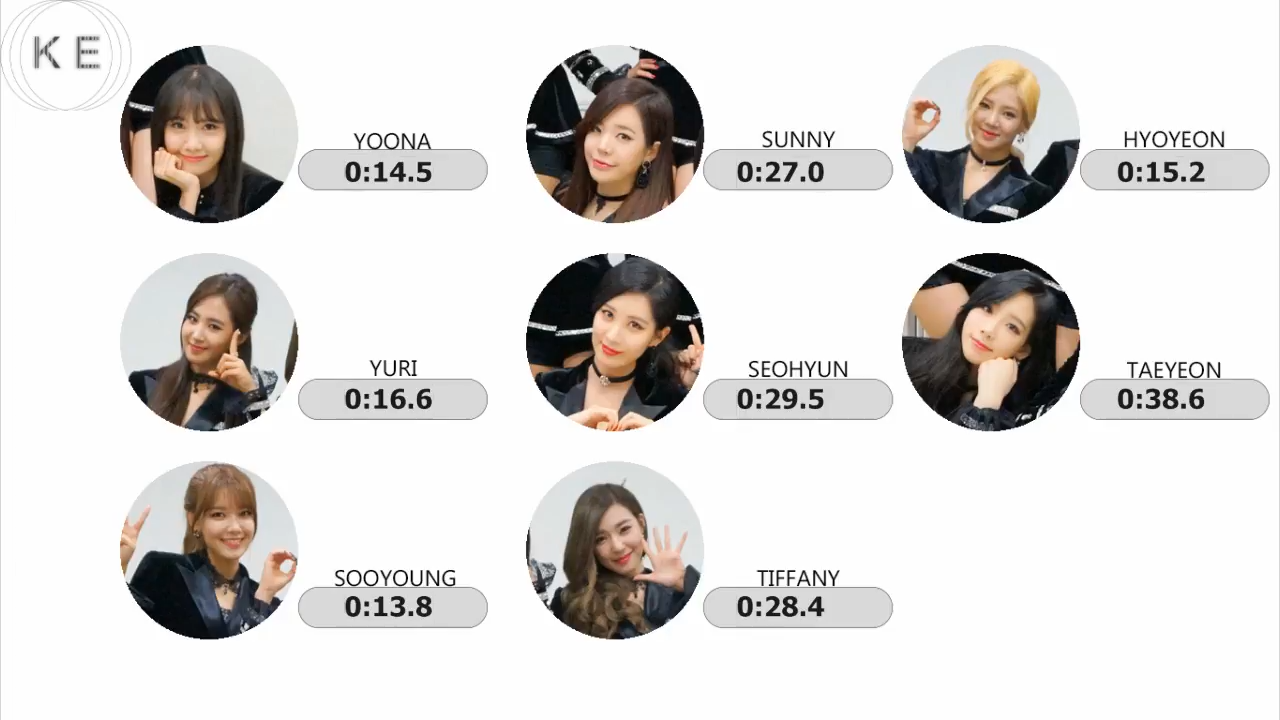 KE
YOONA
0:14.5
SUNNY
0:27.0
HYOYEON
0:15.2
YURI
0:16.6
SEOHYUN
0:29.5
TAEYEON
0:38.6
SOOYOUNG
0:13.8
TIFFANY
0:28.4